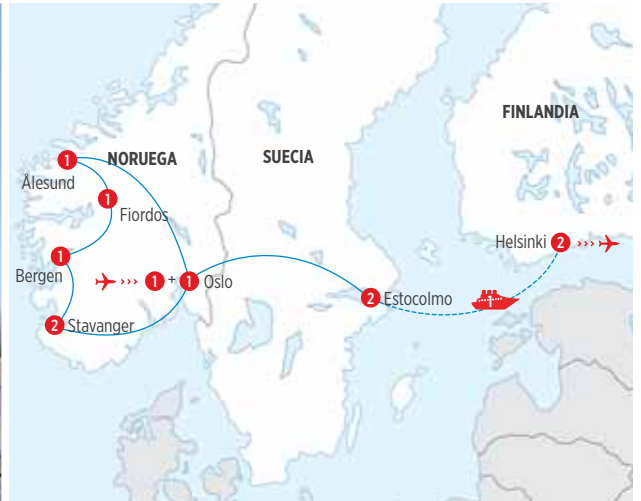 FINLANDIA
NORUEGA
SUECIA
1
Ålesund
1
Fiordos
Helsinki 2 ›››
1
Bergen
››› 1 + 1 Oslo
2 Estocolmo
2 Stavanger